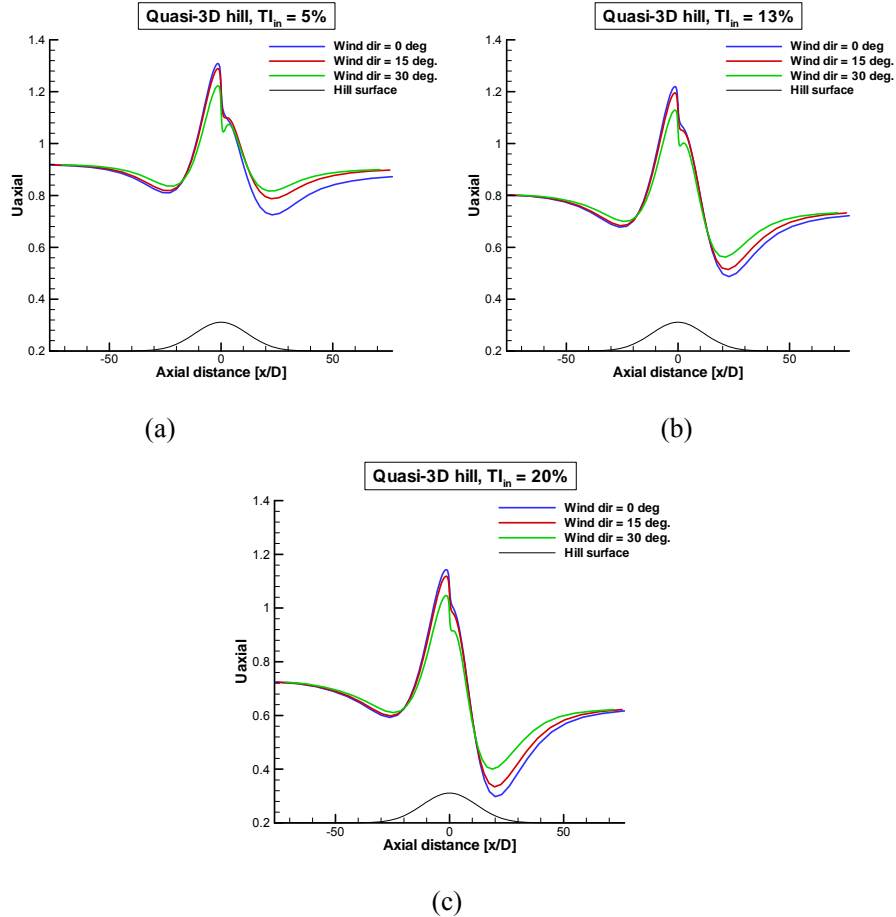 Quasi-3D hill, TIin = 5%
Wind dir = 0 deg
Wind dir = 15 deg.
Wind dir = 30 deg.
Hill surface
Uaxial
1.4
1.2
1
0.8
0.6
0.4
0.2
-50 0 50
Axial distance [x/D]
(a)
Quasi-3D hill, TIin = 13%
Wind dir = 0 deg
Wind dir = 15 deg.
Wind dir = 30 deg.
Hill surface
Uaxial
1.4
1.2
1
0.8
0.6
0.4
0.2
-50 0 50
Axial distance [x/D]
(b)
Quasi-3D hill, TIin = 20%
Wind dir = 0 deg
Wind dir = 15 deg.
Wind dir = 30 deg.
Hill surface
Uaxial
1.4
1.2
1
0.8
0.6
0.4
0.2
-50 0 50
Axial distance [x/D]
(c)